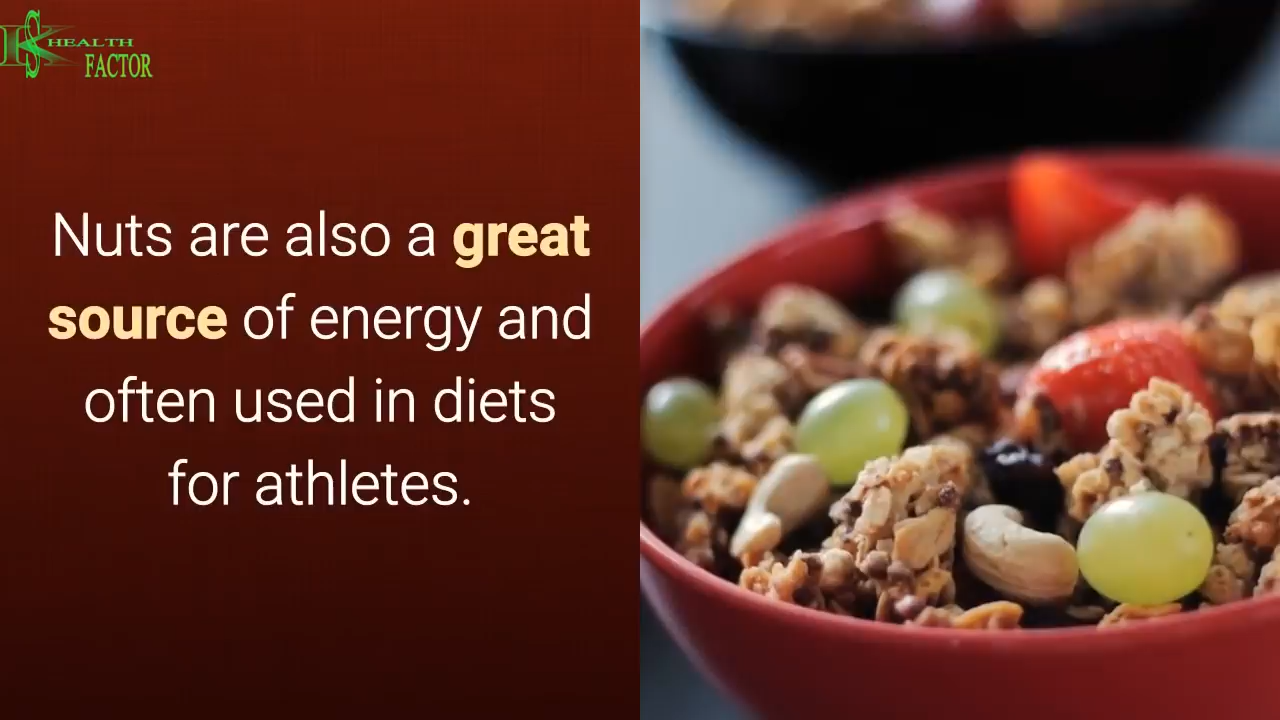 HEALTH
FACTOR
Nuts are also a great
source of energy and
often used in diets
for athletes.